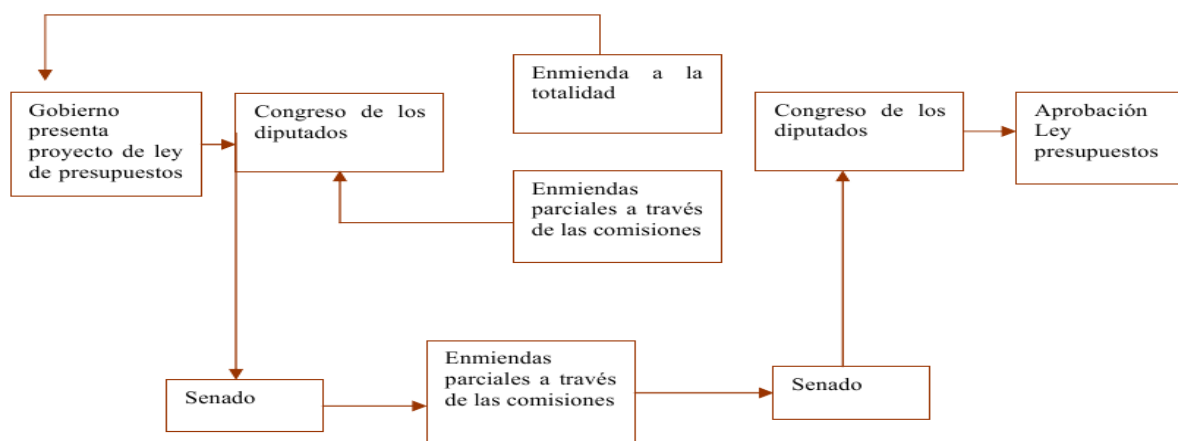 Gobierno
presenta
proyecto de ley
de presupuestos
Congreso de los
diputados
Enmienda a la
totalidad
Enmiendas
parciales a través
de las comisiones
Congreso de los
diputados
Aprobación
Ley
presupuestos
Senado
Enmiendas
parciales a través
de las comisiones
Senado